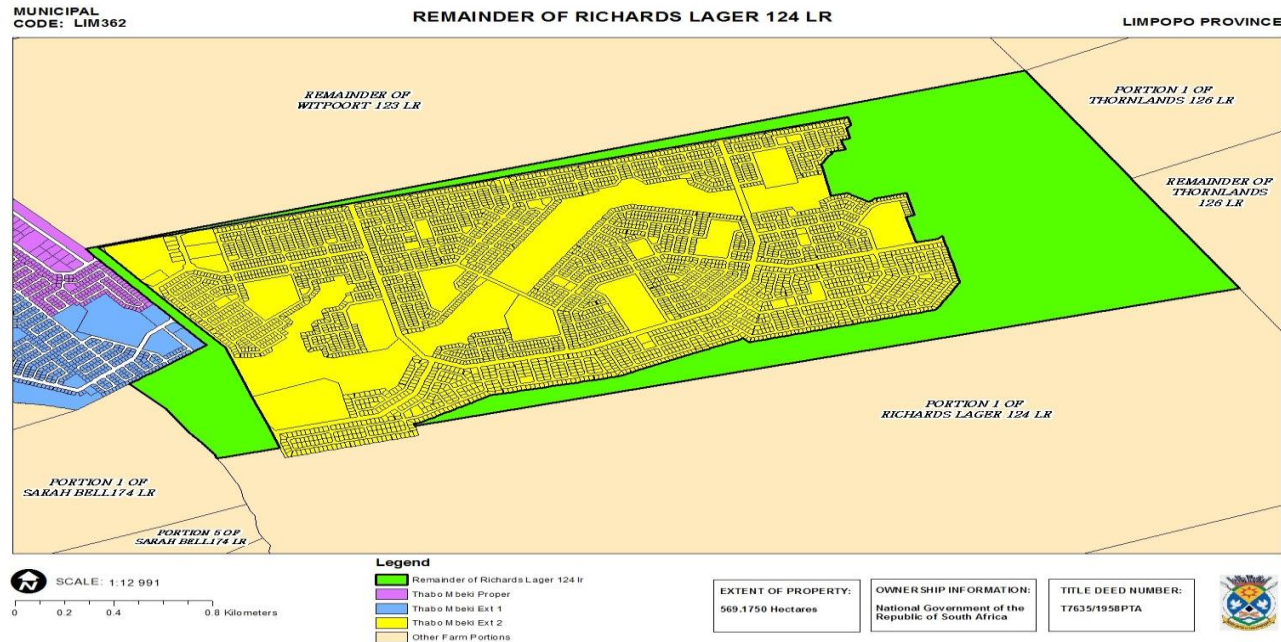 MUNICIPAL
CODE: LIM362
REMAINDER OF RICHARDS LAGER 124 LR
LIMPOPO PROVINCE
REMAINDER OF
WITPOORT 123 LR
PORTION 1 OF
THORNLANDS 126 LR
REMAINDER OF
THORNLANDS
126 LR
PORTION 1 OF
RICHARDS LAGER 124 LR
PORTION 1 OF
SARAH BELL174 LR
PORTION 5 OF
SARAH BELL174 LR
N
SCALE: 1:12 991
0 0.2 0.4 0.8 Kilometers
Legend
Remainder of Richards Lager 124 lr
Thabo Mbeki Proper
Thabo Mbeki Ext 1
Thabo Mbeki Ext 2
Other Farm Portions
EXTENT OF PROPERTY:
569.1750 Hectares
OWNERSHIP INFORMATION:
National Government of the
Republic of South Africa
TITLE DEED NUMBER:
T7635/1958PTA